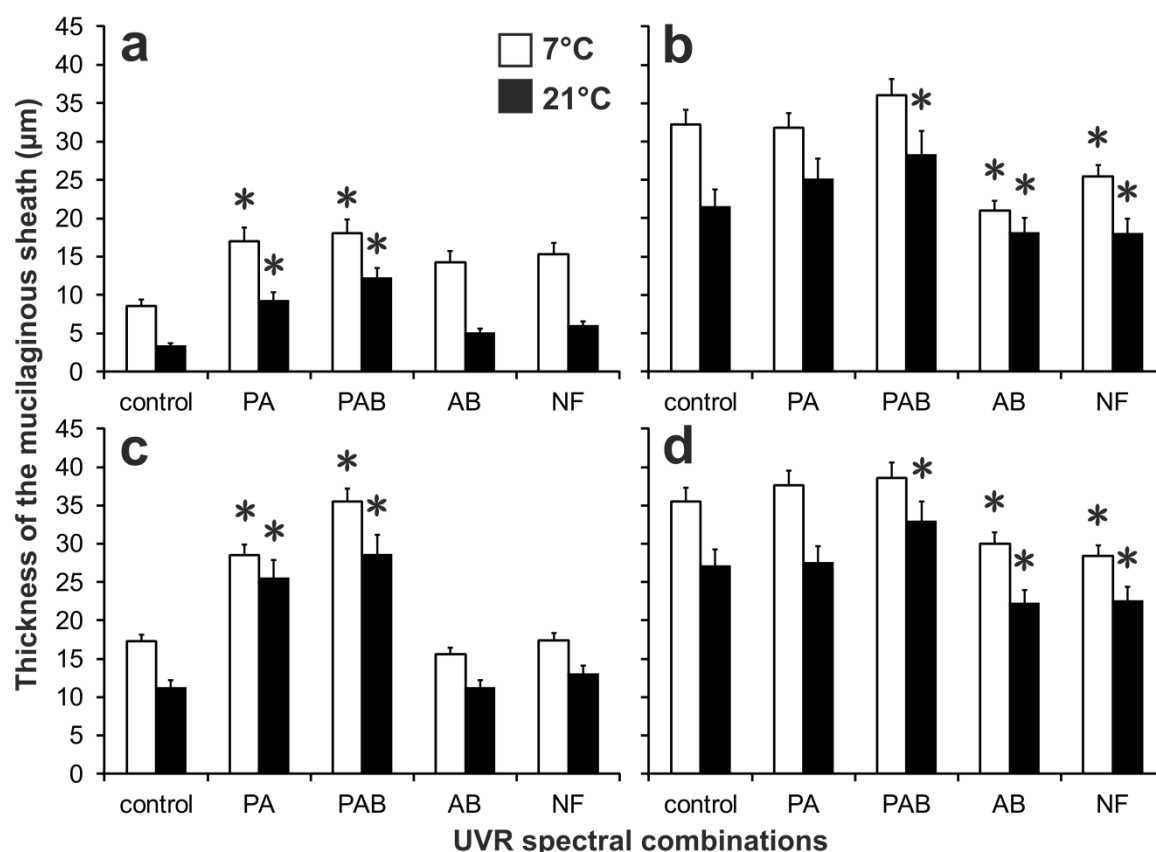 Thickness of the mucilaginous sheath (µm)
a
7°C
21°C
45
40
35
30
25
20
15
10
5
0
* * * *
control PA PAB AB NF
b
* * * * *
control PA PAB AB NF
c
45
40
35
30
25
20
15
10
5
0
* * * *
control PA PAB AB NF
d
* * * * *
control PA PAB AB NF
UVR spectral combinations